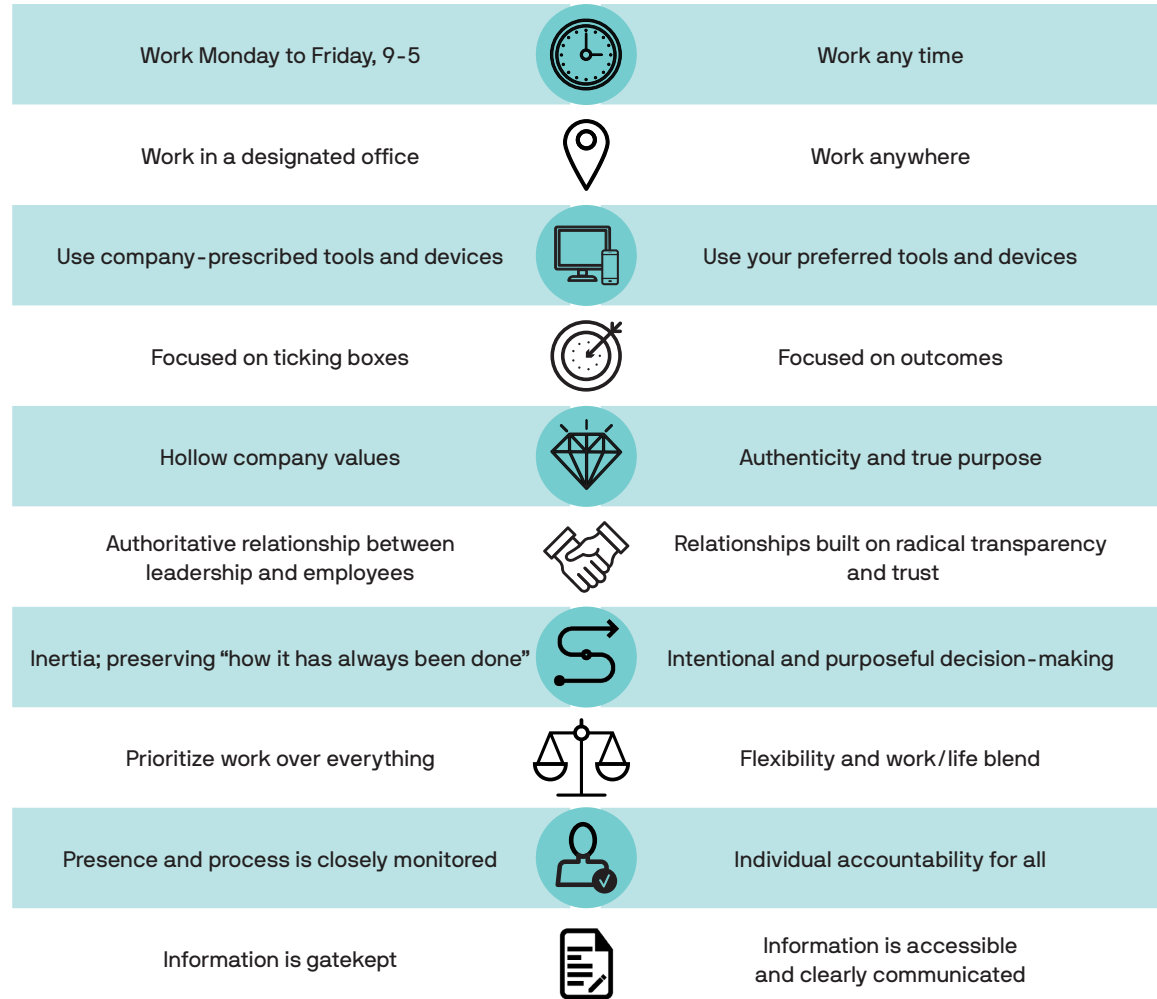 Work Monday to Friday, 9-5
Work any time
Work in a designated office
Work anywhere
Use company-prescribed tools and devices
Use your preferred tools and devices
Focused on ticking boxes
Focused on outcomes
Hollow company values
Authenticity and true purpose
Authoritative relationship between
leadership and employees
Relationships built on radical transparency
and trust
Inertia; preserving “how it has always been done”
Intentional and purposeful decision-making
Prioritize work over everything
Flexibility and work/life blend
Presence and process is closely monitored
Individual accountability for all
Information is gatekept
Information is accessible
and clearly communicated